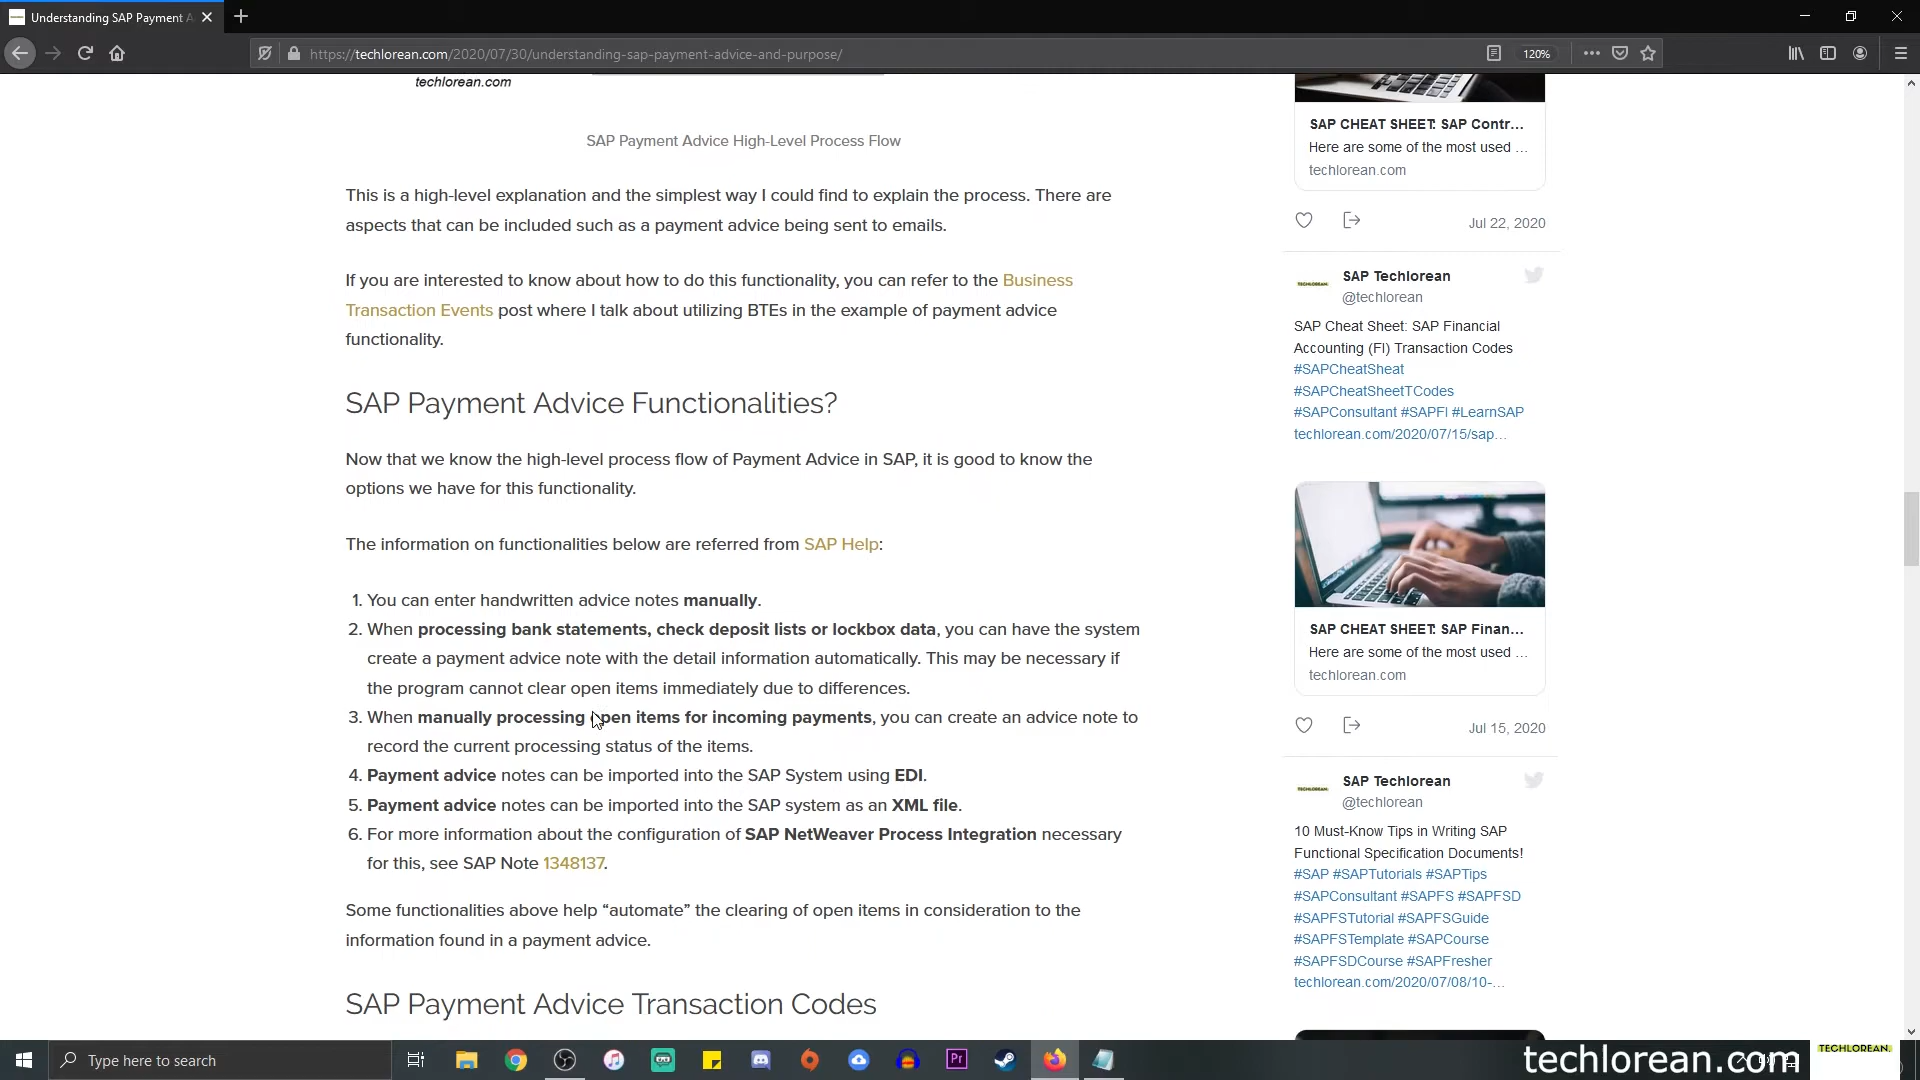 Understanding SAP Payment A
https://techlorean.com/2020/07/30/understanding-sap-payment-advice-and-purpose/
120%
techlorean.com
SAP Payment Advice High-Level Process Flow
This is a high-level explanation and the simplest way I could find to explain the process. There are
aspects that can be included such as a payment advice being sent to emails.
If you are interested to know about how to do this functionality, you can refer to the Business
Transaction Events post where I talk about utilizing BTEs in the example of payment advice
functionality.
SAP Payment Advice Functionalities?
Now that we know the high-level process flow of Payment Advice in SAP, it is good to know the
options we have for this functionality.
The information on functionalities below are referred from SAP Help:
1. You can enter handwritten advice notes manually.
2. When processing bank statements, check deposit lists or lockbox data, you can have the system
create a payment advice note with the detail information automatically. This may be necessary if
the program cannot clear open items immediately due to differences.
3. When manually processing open items for incoming payments, you can create an advice note to
record the current processing status of the items.
4. Payment advice notes can be imported into the SAP System using EDI.
5. Payment advice notes can be imported into the SAP system as an XML file.
6. For more information about the configuration of SAP NetWeaver Process Integration necessary
for this, see SAP Note 1348137.
Some functionalities above help “automate” the clearing of open items in consideration to the
information found in a payment advice.
SAP Payment Advice Transaction Codes
SAP CHEAT SHEET: SAP Contr...
Here are some of the most used ...
techlorean.com
Jul 22, 2020
SAP Techlorean
@techlorean
SAP Cheat Sheet: SAP Financial
Accounting (FI) Transaction Codes
#SAPCheatSheat
#SAPCheatSheetTCodes
#SAPConsultant #SAPFI #LearnSAP
techlorean.com/2020/07/15/sap...
SAP CHEAT SHEET: SAP Finan...
Here are some of the most used ...
techlorean.com
Jul 15, 2020
SAP Techlorean
@techlorean
10 Must-Know Tips in Writing SAP
Functional Specification Documents!
#SAP #SAPTutorials #SAPTips
#SAPConsultant #SAPFS #SAPFSD
#SAPFSTutorial #SAPFSGuide
#SAPFSTemplate #SAPCourse
#SAPFSDCourse #SAPFresher
techlorean.com/2020/07/08/10-...
Type here to search
Pr
techlorean.com
TECHLOREAN.